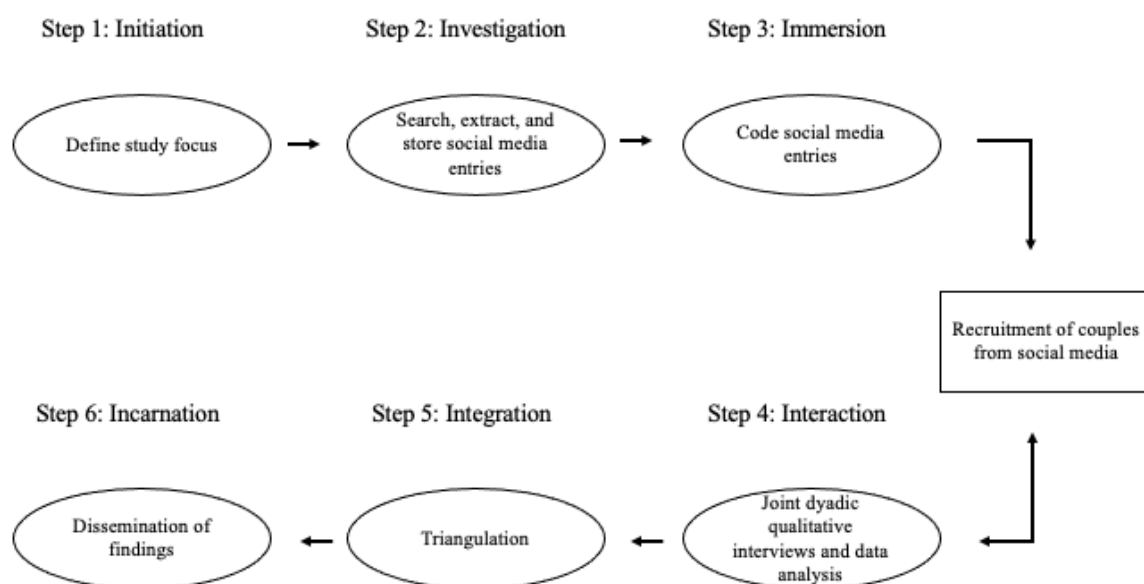 Step 1: Initiation
Step 2: Investigation
Step 3: Immersion
Define study focus
Search, extract, and
store social media
entries
Code social media
entries
Recruitment of couples
from social media
Step 6: Incarnation
Step 5: Integration
Step 4: Interaction
Dissemination of
findings
Triangulation
Joint dyadic
qualitative
interviews and data
analysis